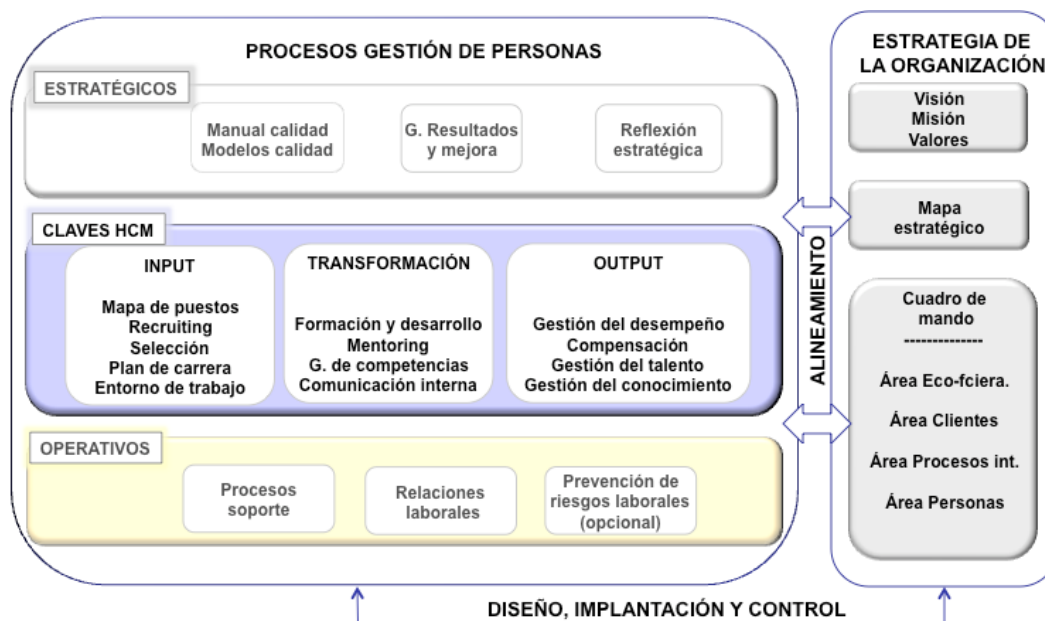 PROCESOS GESTIÓN DE PERSONAS
ESTRATÉGICOS
Manual calidad
Modelos calidad
G. Resultados
y mejora
Reflexión
estratégica
CLAVES HCM
INPUT
Mapa de puestos
Recruiting
Selección
Plan de carrera
Entorno de trabajo
TRANSFORMACIÓN
Formación y desarrollo
Mentoring
G. de competencias
Comunicación interna
OUTPUT
Gestión del desempeño
Compensación
Gestión del talento
Gestión del conocimiento
OPERATIVOS
Procesos
soporte
Relaciones
laborales
Prevención de
riesgos laborales
(opcional)
ALINEAMIENTO
ESTRATEGIA DE
LA ORGANIZACIÓN
Visión
Misión
Valores
Mapa
estratégico
Cuadro de
mando
--------------
Área Eco-fciera.
Área Clientes
Área Procesos int.
Área Personas
DISEÑO, IMPLANTACIÓN Y CONTROL